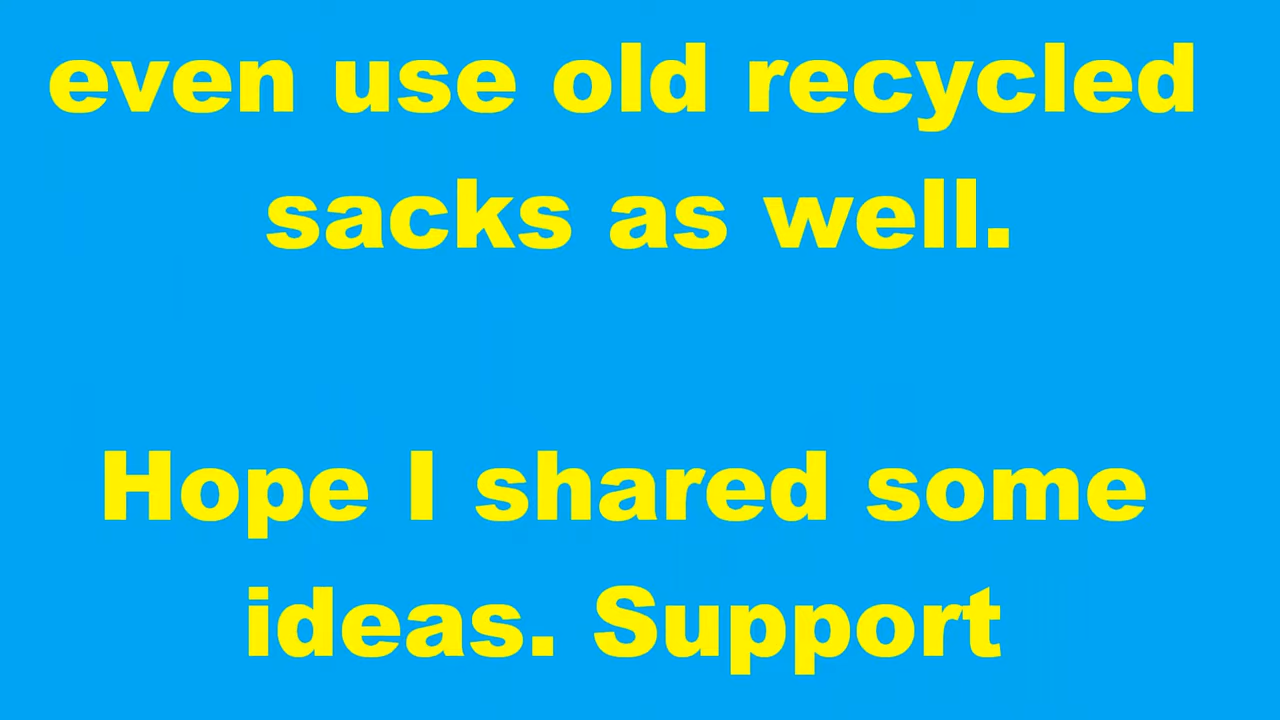 even use old recycled
sacks as well.
Hope I shared some
ideas. Support